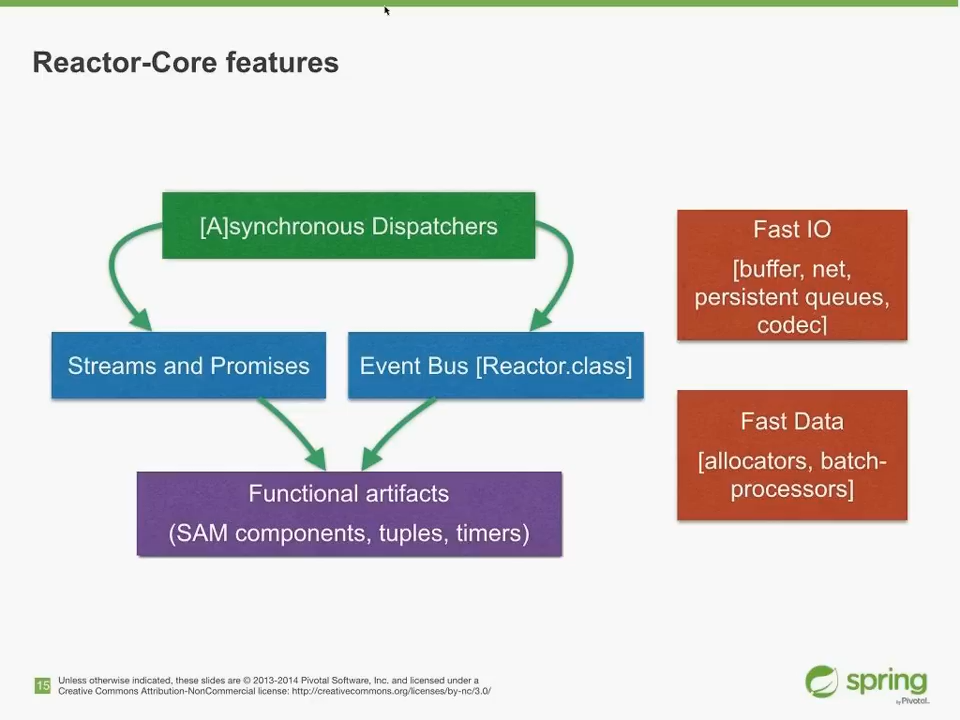 Reactor-Core features
[A]synchronous Dispatchers
Streams and Promises
Event Bus [Reactor.class]
Functional artifacts
(SAM components, tuples, timers)
Fast IO
[buffer, net,
persistent queues,
codec]
Fast Data
[allocators, batch-
processors]
15
Unless otherwise indicated, these slides are © 2013-2014 Pivotal Software, Inc. and licensed under a
Creative Commons Attribution-NonCommercial license: http://creativecommons.org/licenses/by-nc/3.0/
spring
by Pivotal.